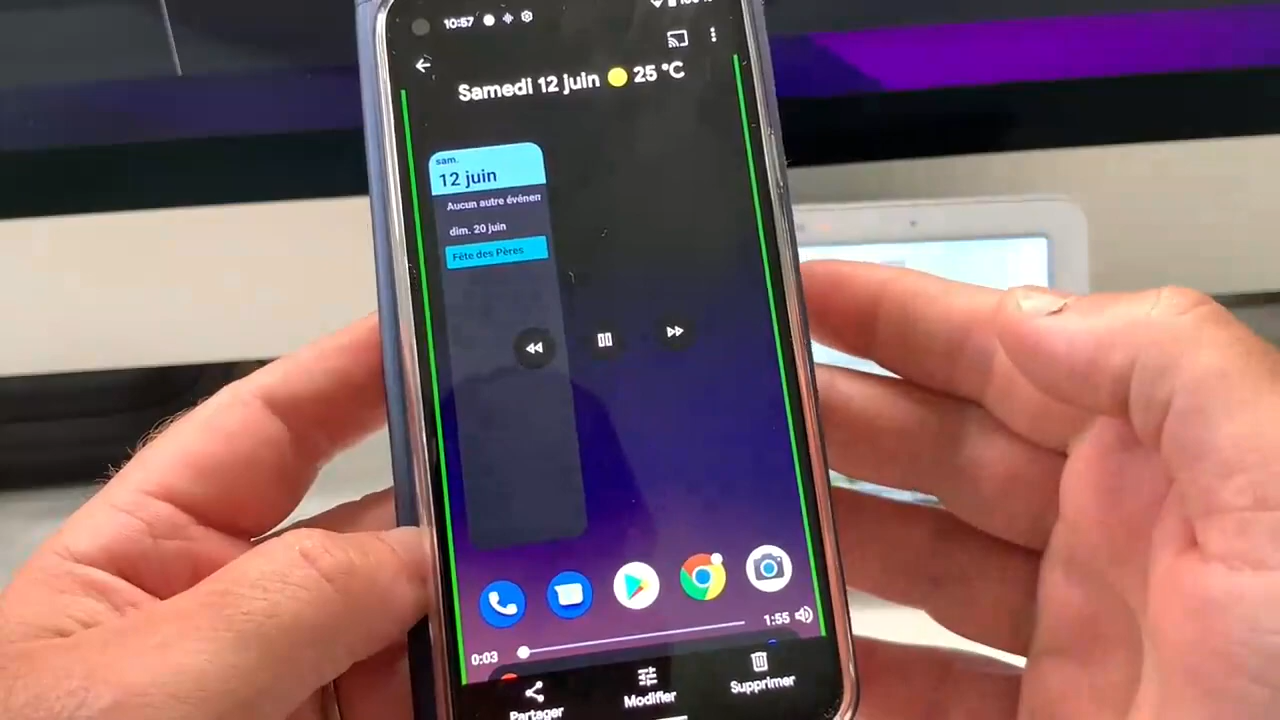 10:57
Samedi 12 juin 25 °C
sam.
12 juin
Aucun autre événen
dim. 20 juin
Fête des Pères
1:55
0:03
Partager
Modifier
Supprimer